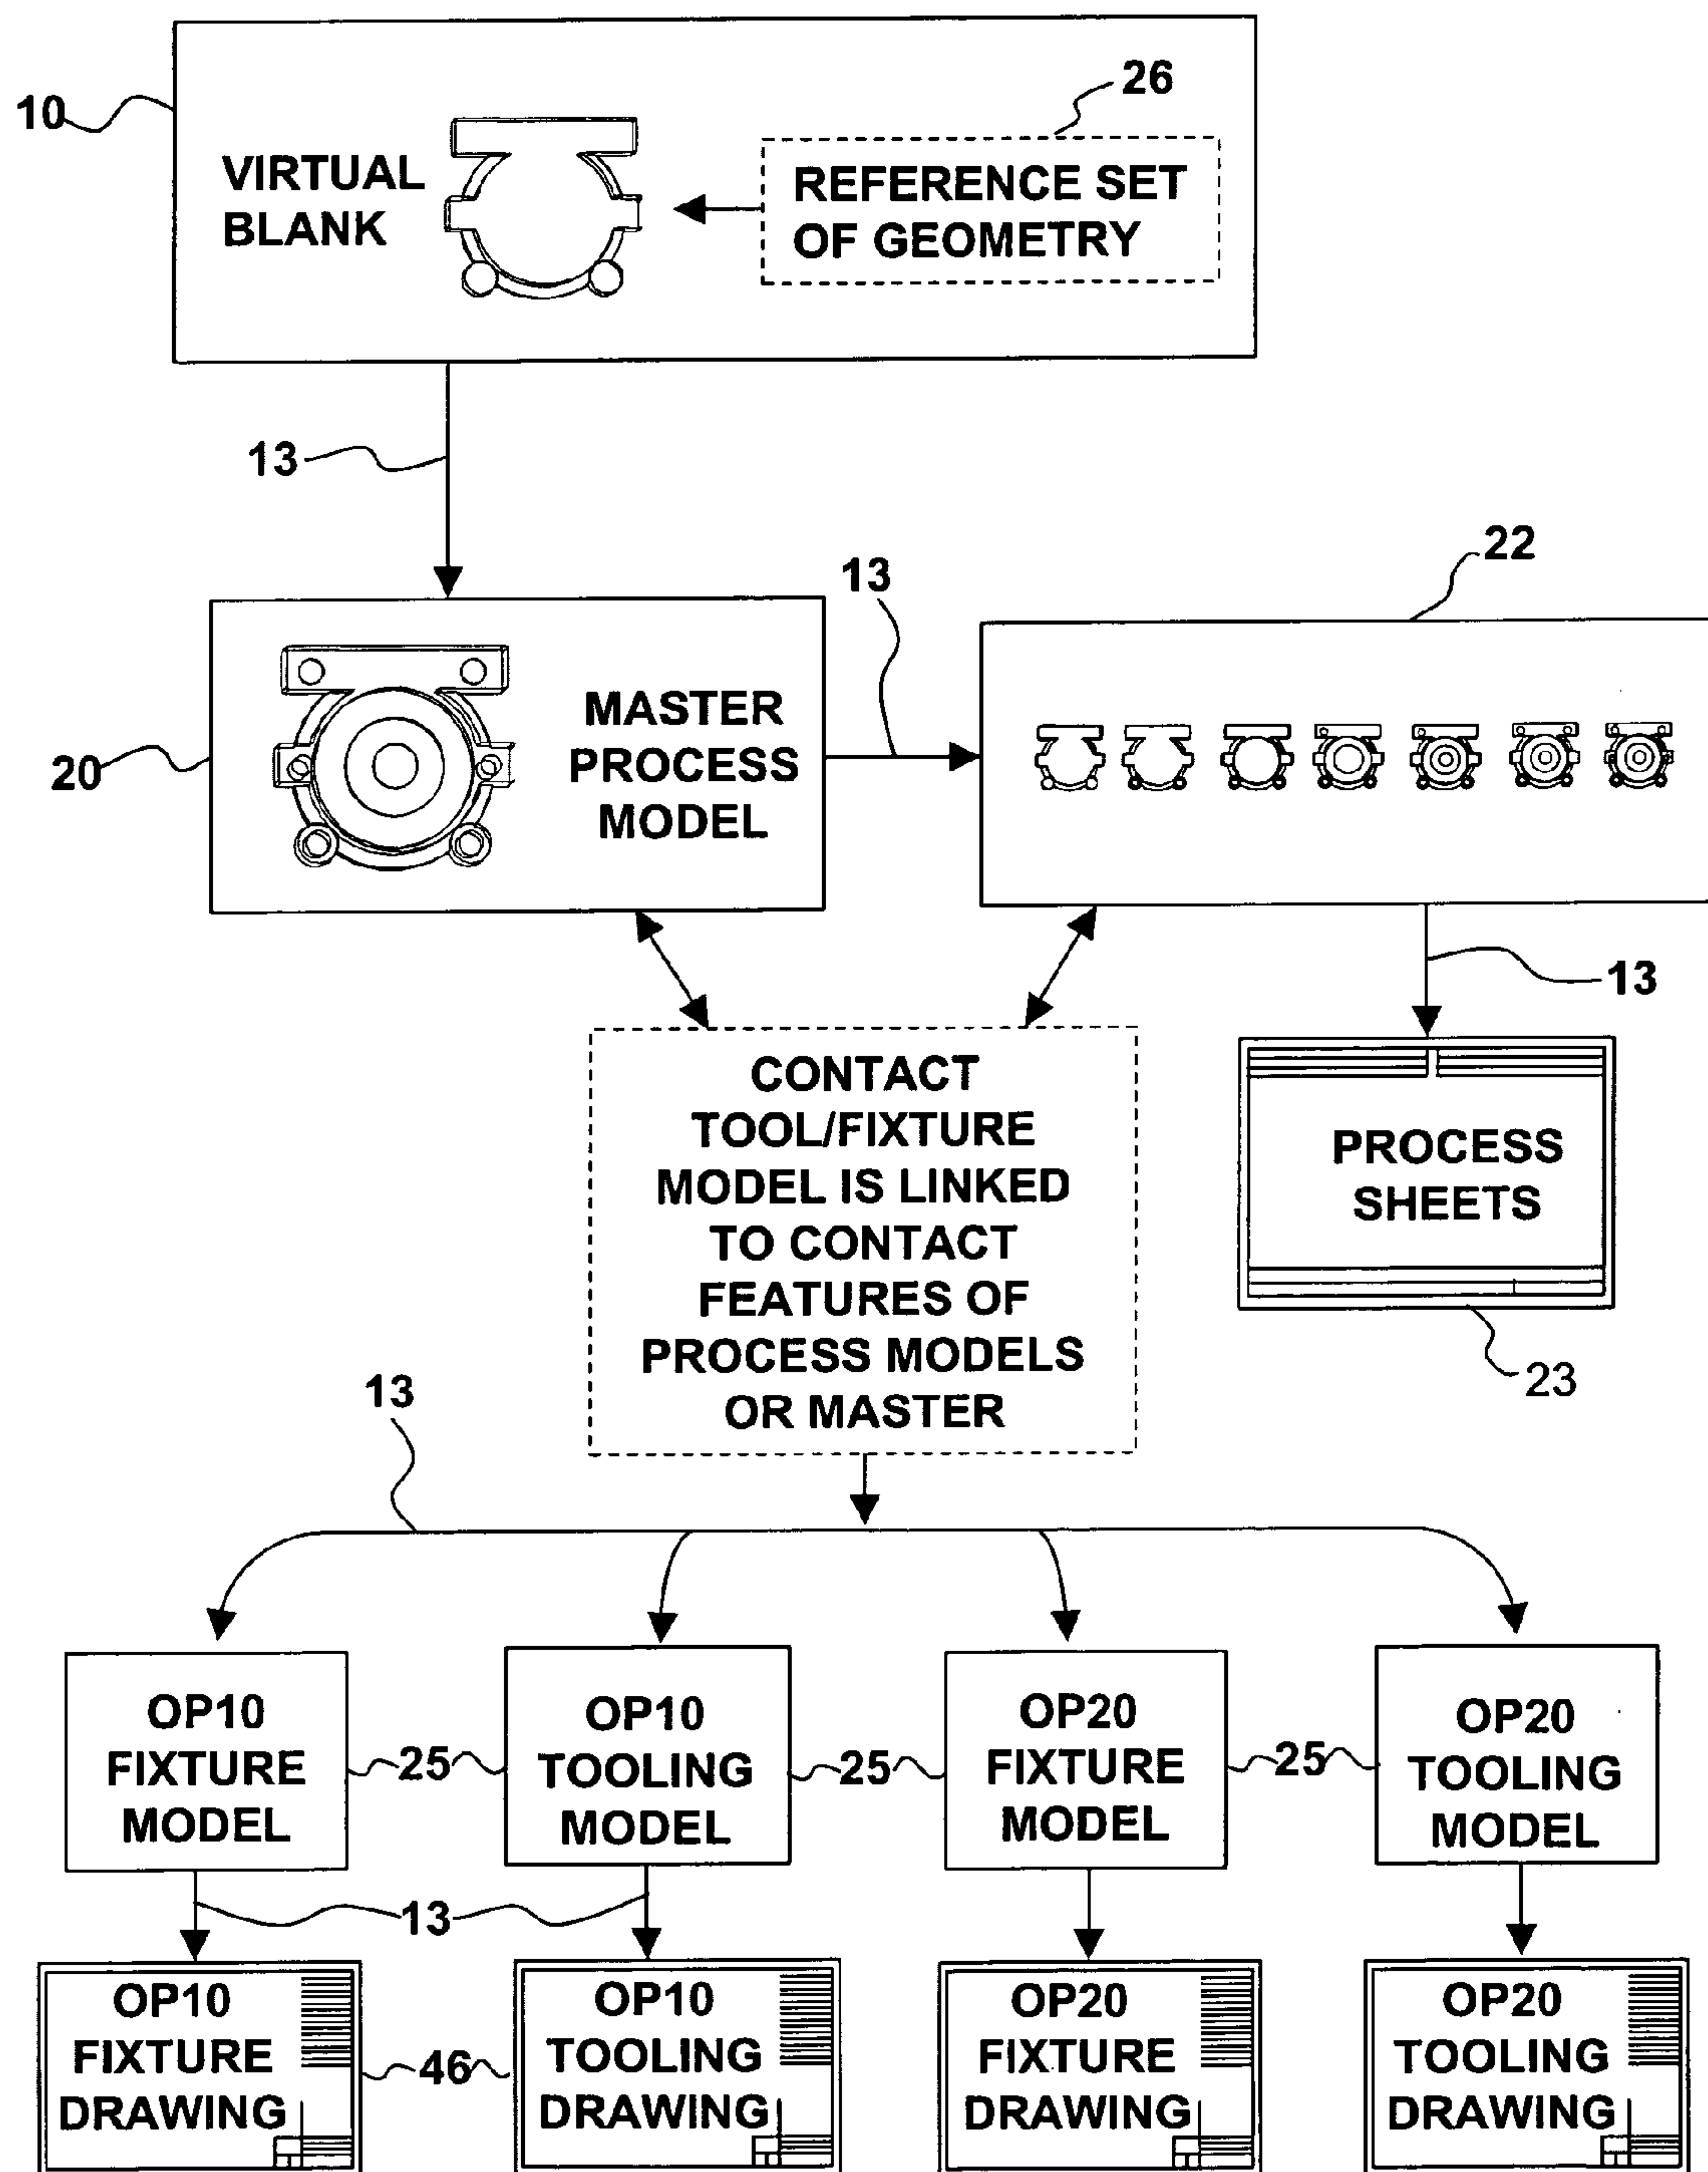 10
26
VIRTUAL
BLANK
REFERENCE SET
OF GEOMETRY
13
13
22
20
MASTER
PROCESS
MODEL
13
CONTACT
TOOL/FIXTURE
MODEL IS LINKED
TO CONTACT
FEATURES OF
PROCESS MODELS
OR MASTER
PROCESS
SHEETS
23
13
OP10
FIXTURE
MODEL
25
OP10
TOOLING
MODEL
25
OP20
FIXTURE
MODEL
25
OP20
TOOLING
MODEL
13
OP10
FIXTURE
DRAWING
46
OP10
TOOLING
DRAWING
OP20
FIXTURE
DRAWING
OP20
TOOLING
DRAWING